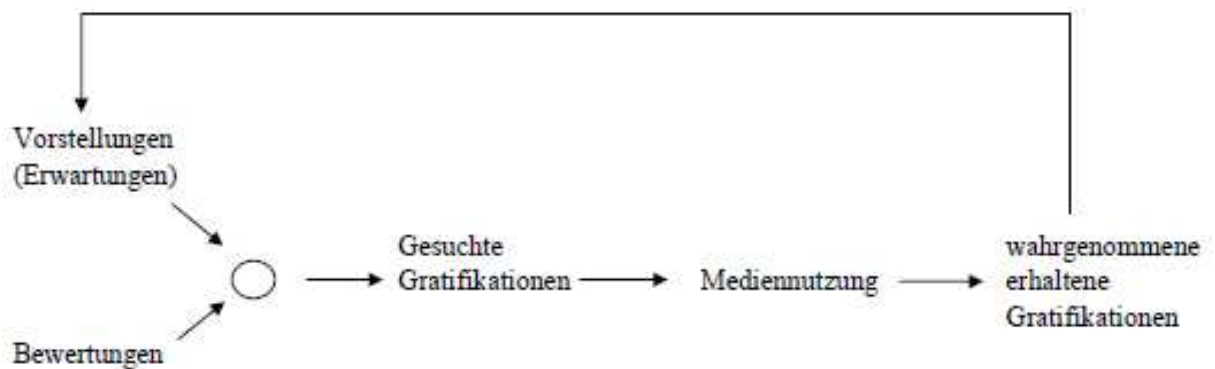 Vorstellungen
(Erwartungen)
Bewertungen
Gesuchte
Gratifikationen
Mediennutzung
wahrgenommene
erhaltene
Gratifikationen